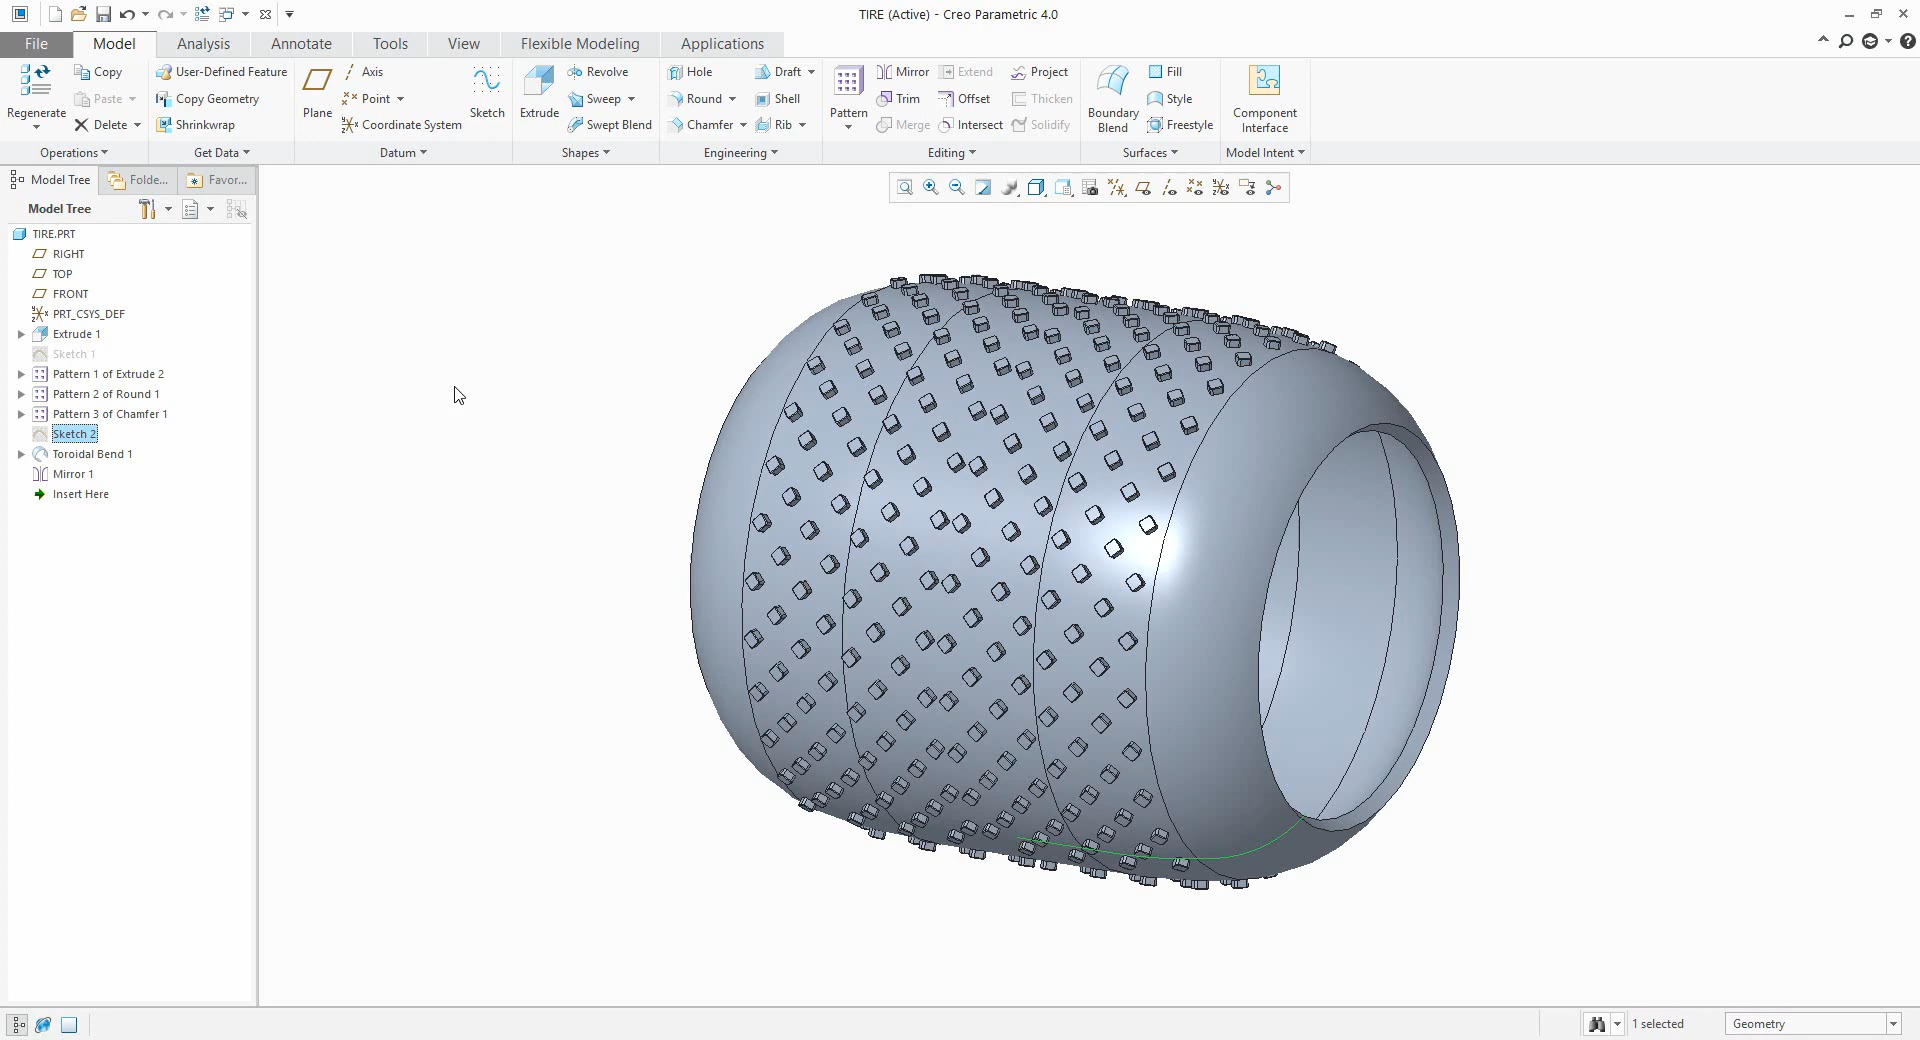 TIRE (Active) - Creo Parametric 4.0
File Model Analysis Annotate Tools View Flexible Modeling Applications
Regenerate
Copy
Paste
Delete
Operations
User-Defined Feature
Copy Geometry
Shrinkwrap
Get Data
Plane
Axis
Point
Coordinate System
Sketch
Datum
Extrude
Revolve
Sweep
Swept Blend
Shapes
Hole
Round
Chamfer
Draft
Shell
Rib
Engineering
Pattern
Mirror
Trim
Merge
Extend
Offset
Intersect
Project
Thicken
Solidify
Editing
Boundary
Blend
Fill
Style
Freestyle
Surfaces
Component
Interface
Model Intent
Model Tree
Folde...
Favor...
Model Tree
TIRE.PRT
RIGHT
TOP
FRONT
PRT_CSYS_DEF
Extrude 1
Sketch 1
Pattern 1 of Extrude 2
Pattern 2 of Round 1
Pattern 3 of Chamfer 1
Sketch 2
Toroidal Bend 1
Mirror 1
Insert Here
1 selected
Geometry